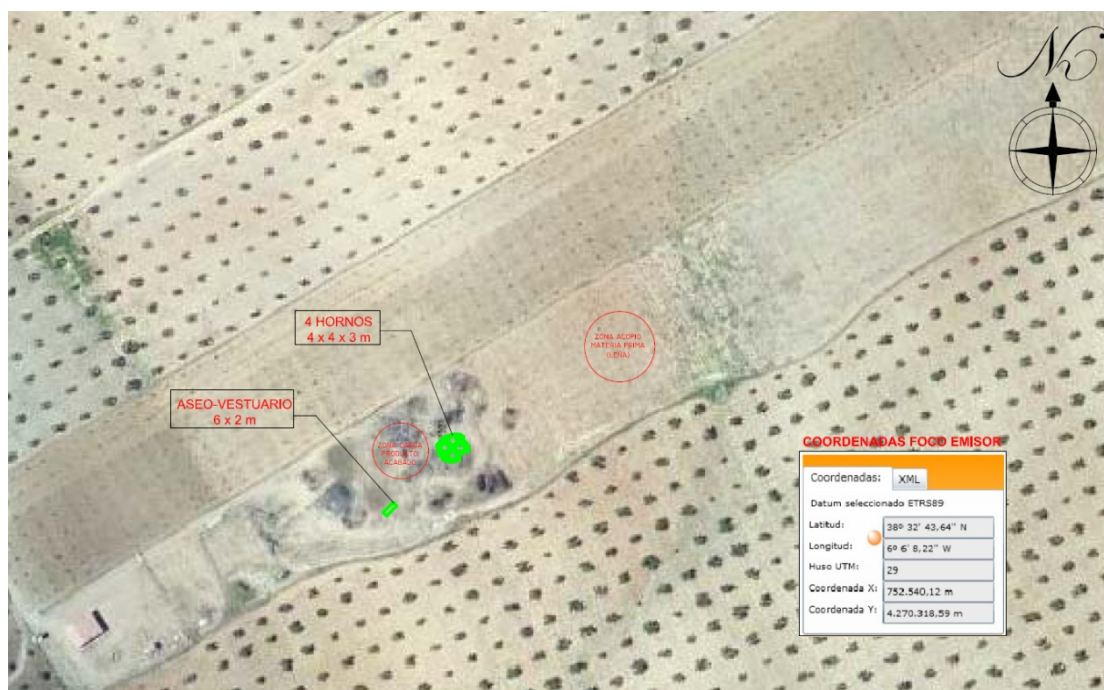 N
4 HORNOS
4 x 4 x 3 m
ZONA ACOPIO
MATERIA PRIMA
(LEÑA)
ASEO-VESTUARIO
6 x 2 m
ZONA CARGA
PRODUCTO
ACABADO
COORDENADAS FOCO EMISOR
Coordenadas: XML
Datum seleccionado ETRS89
Latitud: 38º 32' 43,64'' N
Longitud: 6º 6' 8,22'' W
Huso UTM: 29
Coordenada X: 752.540,12 m
Coordenada Y: 4.270.318,59 m